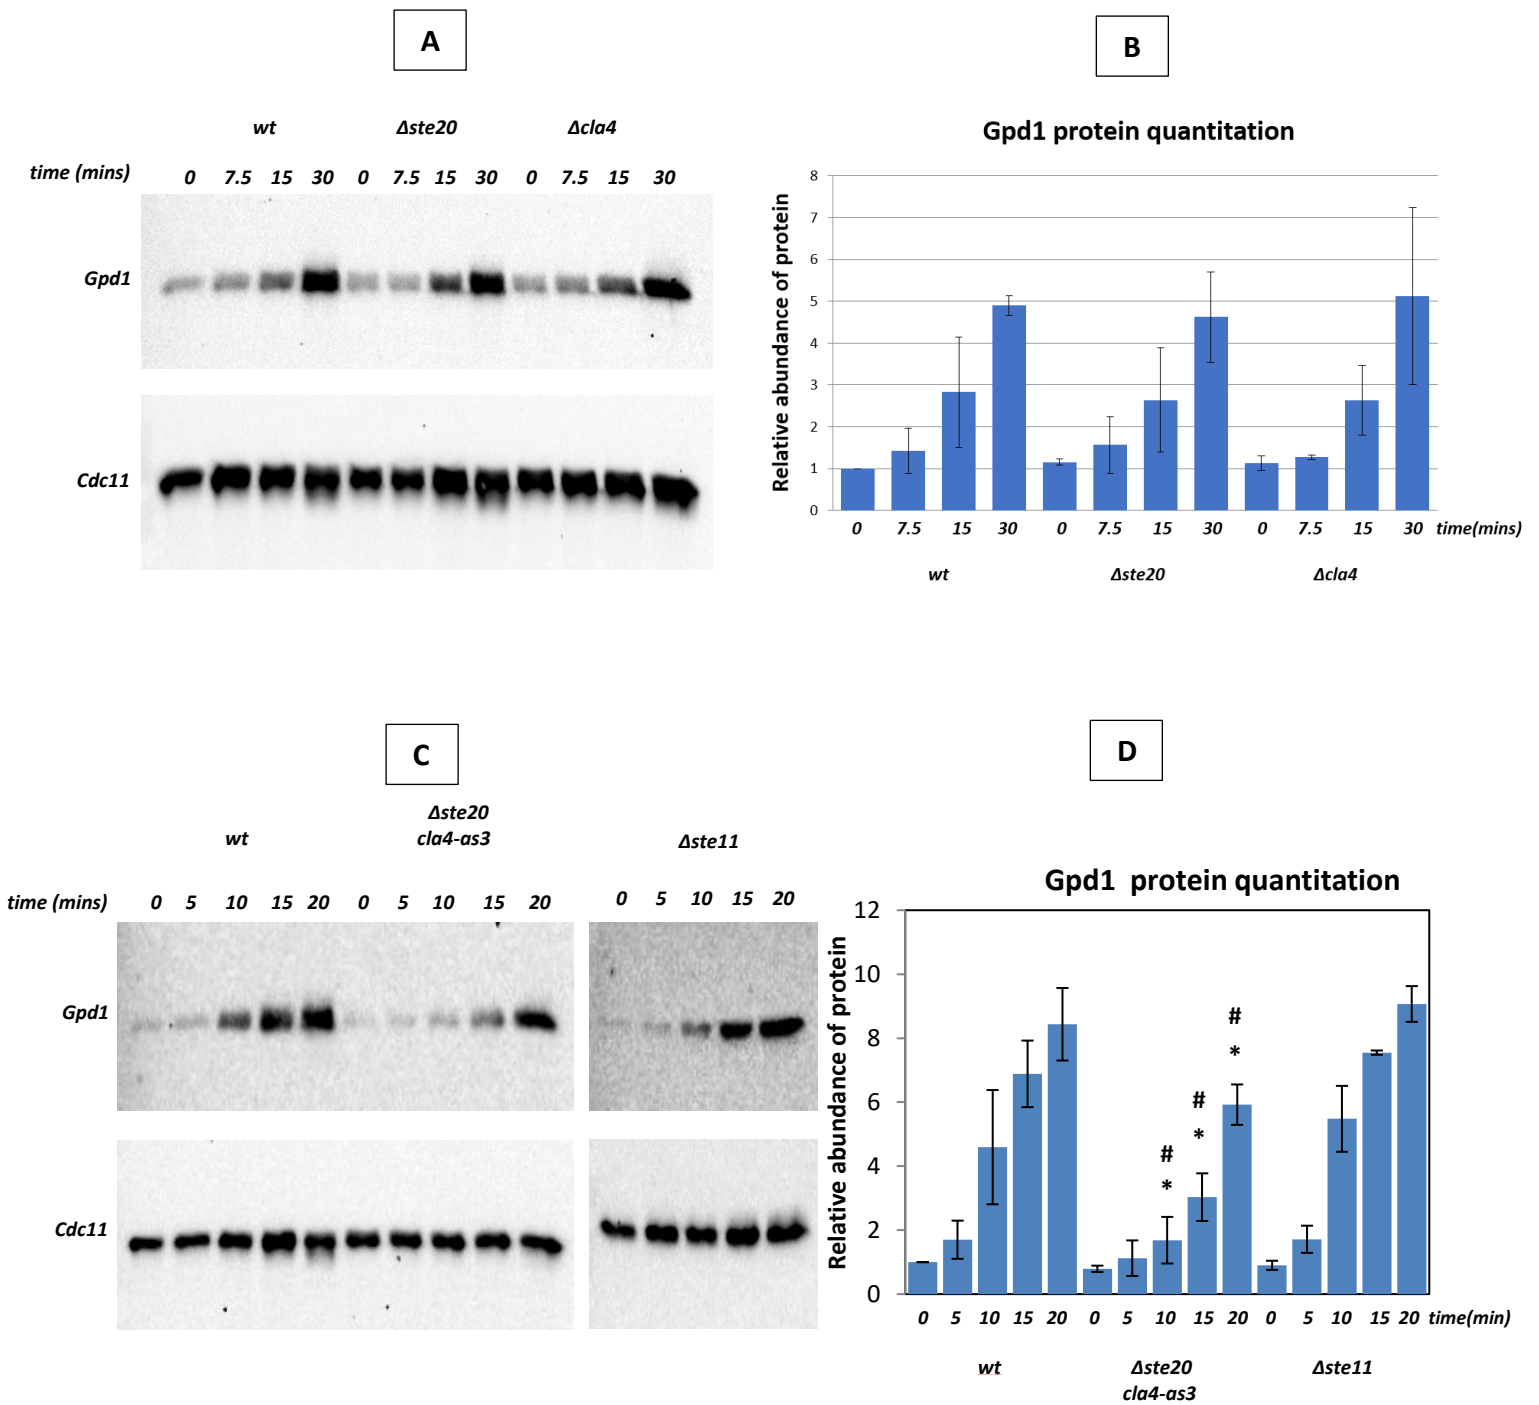 A
wt Δste20 Δcla4
time (mins) 0 7.5 15 30 0 7.5 15 30 0 7.5 15 30
Gpd1
Cdc11
B
Gpd1 protein quantitation
Relative abundance of protein
8
7
6
5
4
3
2
1
0
0 7.5 15 30 0 7.5 15 30 0 7.5 15 30 time(mins)
wt Δste20 Δcla4
C
Δste20
wt cla4-as3 Δste11
time (mins) 0 5 10 15 20 0 5 10 15 20 0 5 10 15 20
Gpd1
Cdc11
D
Gpd1 protein quantitation
Relative abundance of protein
12
10
8
6
4
2
0
# * # * # *
0 5 10 15 20 0 5 10 15 20 0 5 10 15 20 time(min)
wt Δste20 Δste11
cla4-as3